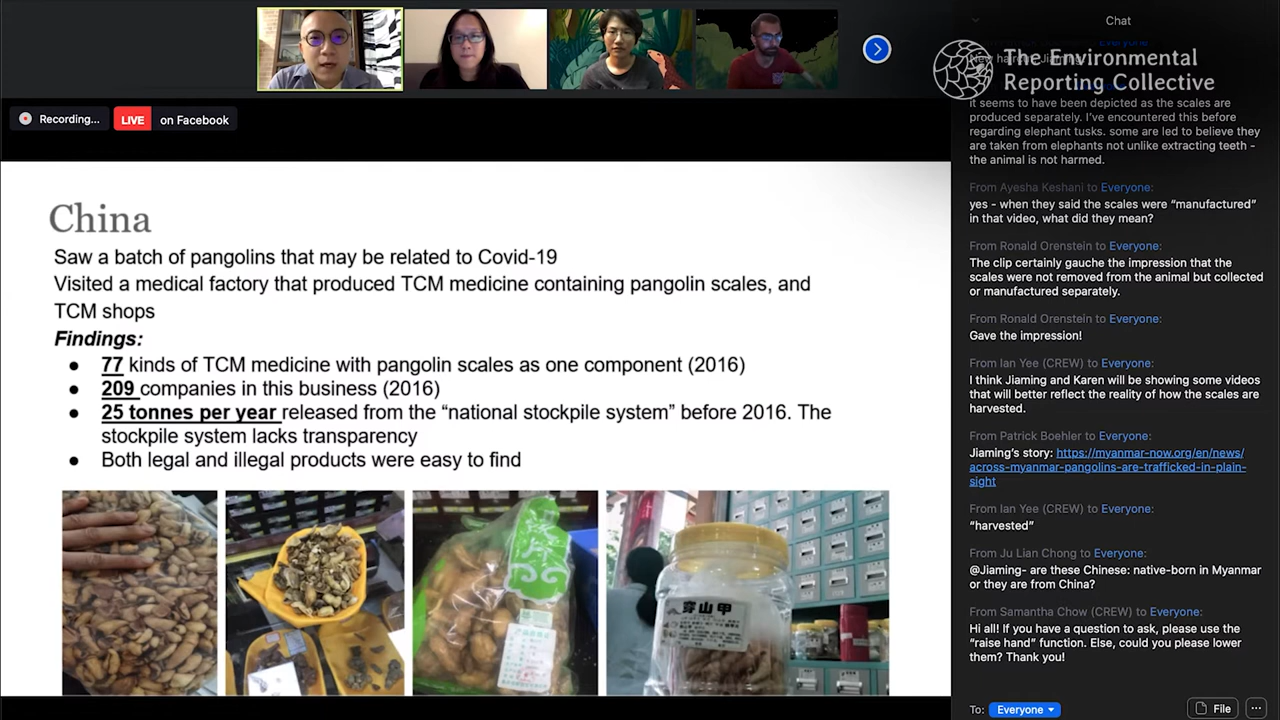 Chat
The Environmental
Reporting Collective
Recording...
LIVE
on Facebook
China
Saw a batch of pangolins that may be related to Covid-19
Visited a medical factory that produced TCM medicine containing pangolin scales, and
TCM shops
Findings:
● 77 kinds of TCM medicine with pangolin scales as one component (2016)
● 209 companies in this business (2016)
● 25 tonnes per year released from the “national stockpile system” before 2016. The
stockpile system lacks transparency
● Both legal and illegal products were easy to find
穿山甲
it seems to have been depicted as the scales are
produced separately. I've encountered this before
regarding elephant tusks. some are led to believe they
are taken from elephants not unlike extracting teeth -
the animal is not harmed.
From Ayesha Keshani to Everyone:
yes - when they said the scales were “manufactured”
in that video, what did they mean?
From Ronald Orenstein to Everyone:
The clip certainly gauche the impression that the
scales were not removed from the animal but collected
or manufactured separately.
From Ronald Orenstein to Everyone:
Gave the impression!
From Ian Yee (CREW) to Everyone:
I think Jiaming and Karen will be showing some videos
that will better reflect the reality of how the scales are
harvested.
From Patrick Boehler to Everyone:
Jiaming's story: https://myanmar-now.org/en/news/
across-myanmar-pangolins-are-trafficked-in-plain-
sight
From Ian Yee (CREW) to Everyone:
“harvested”
From Ju Lian Chong to Everyone:
@Jiaming- are these Chinese: native-born in Myanmar
or they are from China?
From Samantha Chow (CREW) to Everyone:
Hi all! If you have a question to ask, please use the
“raise hand” function. Else, could you please lower
them? Thank you!
To: Everyone
File